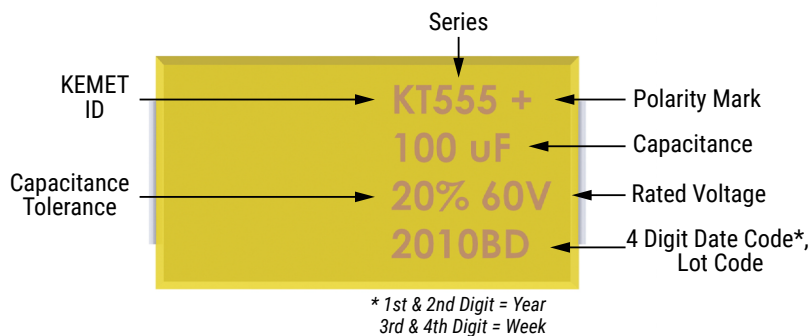 Series
KEMET
ID
KT555 +
Polarity Mark
100 uF
Capacitance
Capacitance
Tolerance
20% 60V
Rated Voltage
2010BD
4 Digit Date Code*,
Lot Code
* 1st & 2nd Digit = Year
3rd & 4th Digit = Week